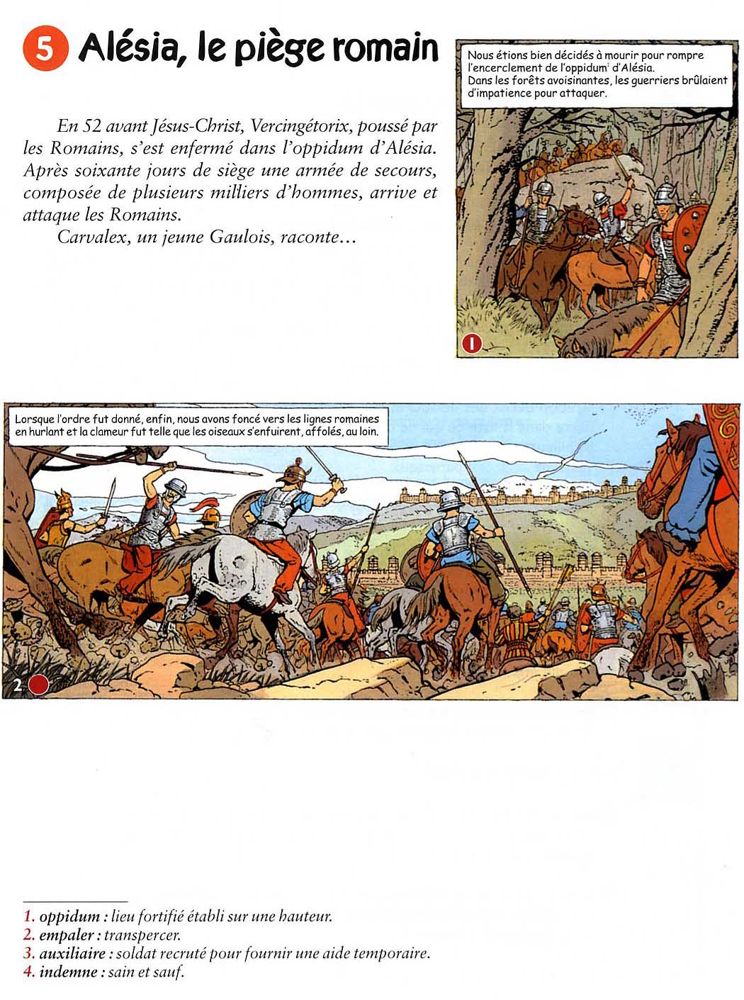 5 Alésia, le piège romain
En 52 avant Jésus-Christ, Vercingétorix, poussé par
les Romains, s'est enfermé dans l'oppidum d'Alésia.
Après soixante jours de siège une armée de secours,
composée de plusieurs milliers d'hommes, arrive et
attaque les Romains.
Carvalex, un jeune Gaulois, raconte…
Nous étions bien décidés à mourir pour rompre
l'encerclement de l'oppidum¹ d'Alésia.
Dans les forêts avoisinantes, les guerriers brûlaient
d'impatience pour attaquer.
1
Lorsque l'ordre fut donné, enfin, nous avons foncé vers les lignes romaines
en hurlant et la clameur fut telle que les oiseaux s'enfuirent, affolés, au loin.
2
1. oppidum : lieu fortifié établi sur une hauteur.
2. empaler : transpercer.
3. auxiliaire : soldat recruté pour fournir une aide temporaire.
4. indemne : sain et sauf.